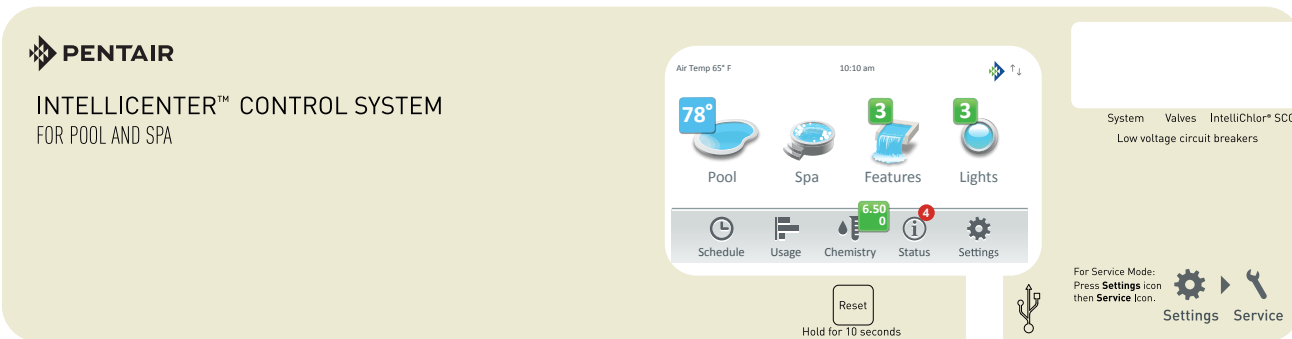 PENTAIR
INTELLICENTER™ CONTROL SYSTEM
FOR POOL AND SPA
Air Temp 65° F
10:10 am
78°
3
3
Pool
Spa
Features
Lights
6.50
0
4
Schedule
Usage
Chemistry
Status
Settings
Reset
Hold for 10 seconds
System Valves IntelliChlor® SCG
Low voltage circuit breakers
For Service Mode:
Press Settings icon
then Service Icon.
Settings
Service